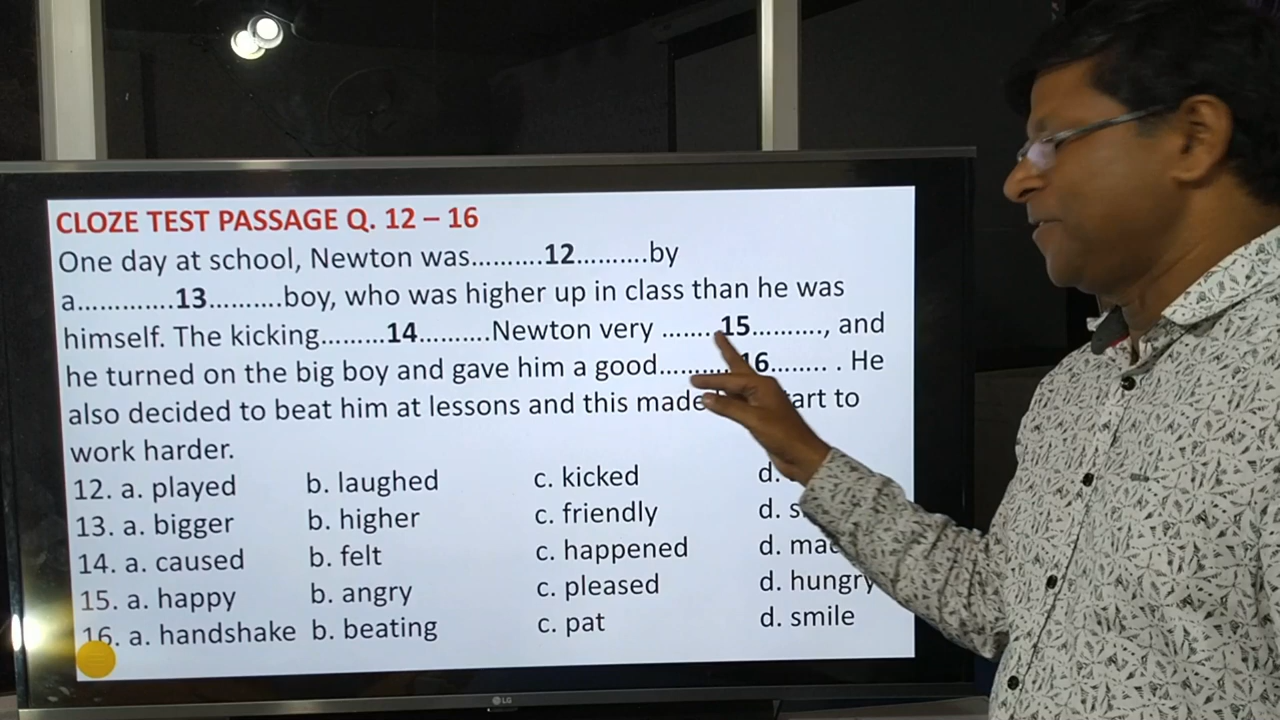 CLOZE TEST PASSAGE Q. 12 – 16
One day at school, Newton was..........12..........by
a.............13..........boy, who was higher up in class than he was
himself. The kicking.........14..........Newton very ........15.........., and
he turned on the big boy and gave him a good..........16........ . He
also decided to beat him at lessons and this made to
work harder.
12. a. played b. laughed c. kicked d.
13. a. bigger b. higher c. friendly d.
14. a. caused b. felt c. happened d.
15. a. happy b. angry c. pleased d. hungry
16. a. handshake b. beating c. pat d. smile
LG